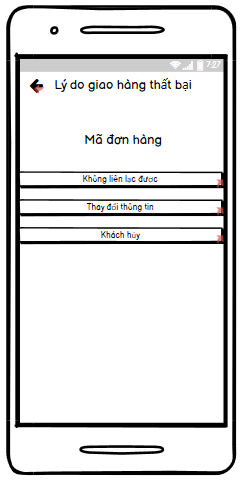 7:27
Lý do giao hàng thất bại
Mã đơn hàng
Không liên lạc được
Thay đổi thông tin
Khách hủy